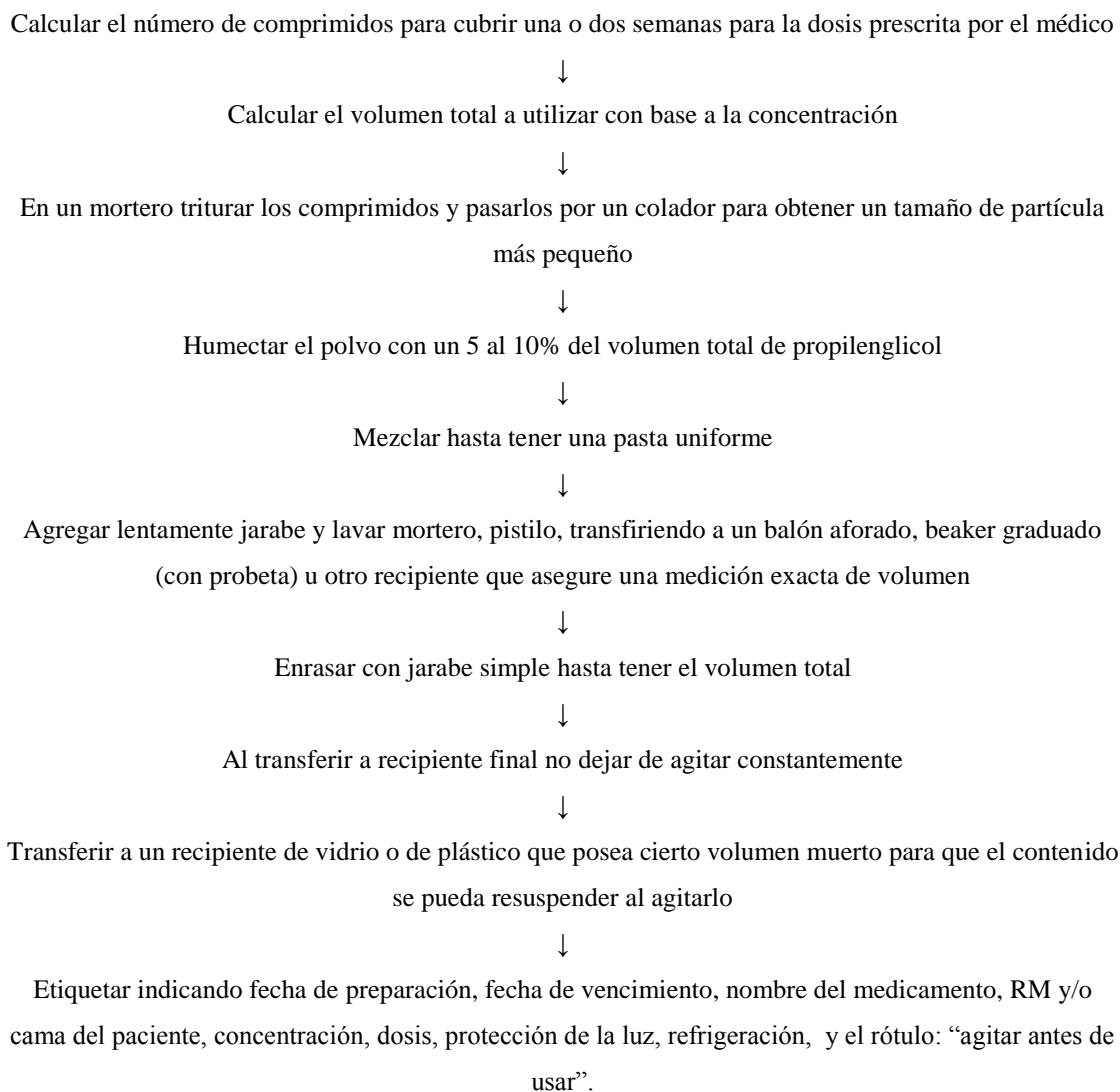 Calcular el número de comprimidos para cubrir una o dos semanas para la dosis prescrita por el médico
↓
Calcular el volumen total a utilizar con base a la concentración
↓
En un mortero triturar los comprimidos y pasarlos por un colador para obtener un tamaño de partícula
más pequeño
↓
Humectar el polvo con un 5 al 10% del volumen total de propilenglicol
↓
Mezclar hasta tener una pasta uniforme
↓
Agregar lentamente jarabe y lavar mortero, pistilo, transfiriendo a un balón aforado, beaker graduado
(con probeta) u otro recipiente que asegure una medición exacta de volumen
↓
Enrasar con jarabe simple hasta tener el volumen total
↓
Al transferir a recipiente final no dejar de agitar constantemente
↓
Transferir a un recipiente de vidrio o de plástico que posea cierto volumen muerto para que el contenido
se pueda resuspender al agitarlo
↓
Etiquetar indicando fecha de preparación, fecha de vencimiento, nombre del medicamento, RM y/o
cama del paciente, concentración, dosis, protección de la luz, refrigeración, y el rótulo: “agitar antes de
usar”.